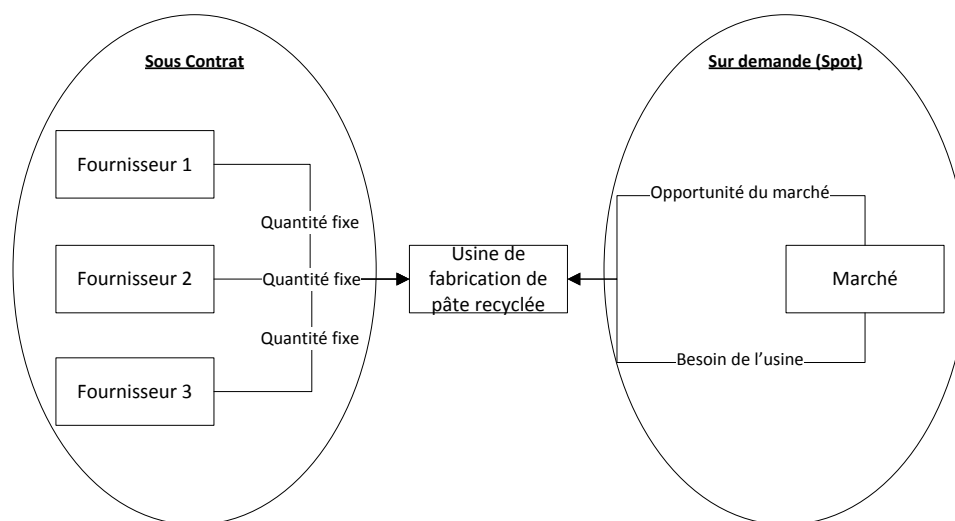 Sous Contrat
Fournisseur 1
Quantité fixe
Fournisseur 2
Quantité fixe
Quantité fixe
Fournisseur 3
Usine de
fabrication de
pâte recyclée
Sur demande (Spot)
Opportunité du marché
Marché
Besoin de l’usine